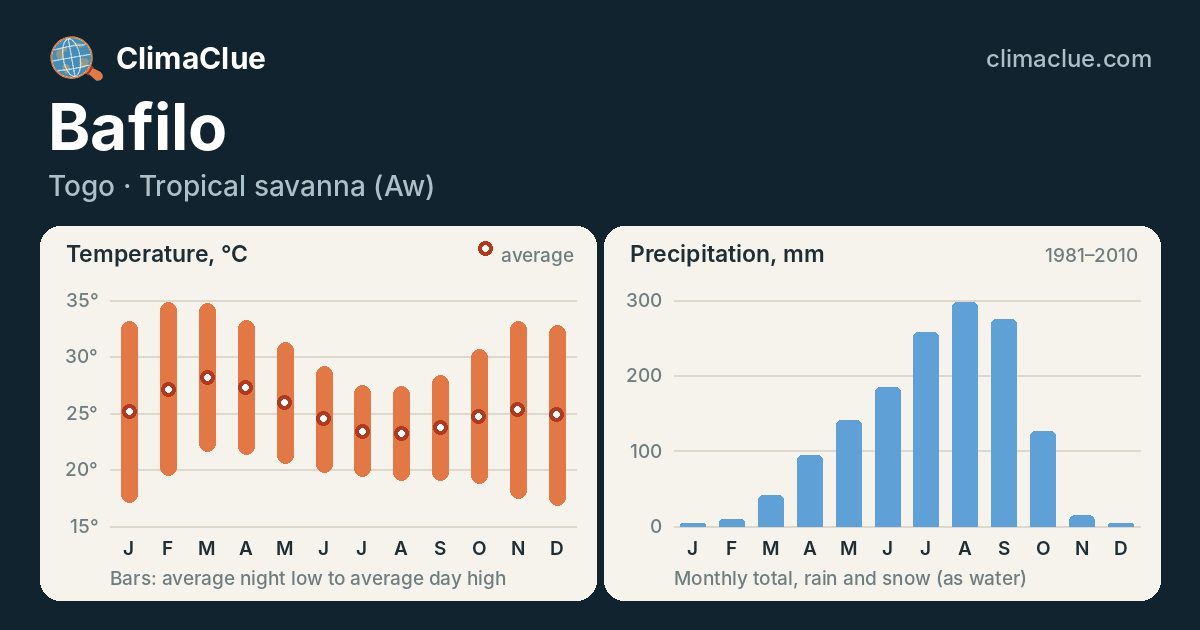 ClimaClue
climaclue.com
Bafilo
Togo · Tropical savanna (Aw)
Temperature, °C
average
35°
30°
25°
20°
15°
J F M A M J J A S O N D
Bars: average night low to average day high
Precipitation, mm
1981–2010
300
200
100
0
J F M A M J J A S O N D
Monthly total, rain and snow (as water)